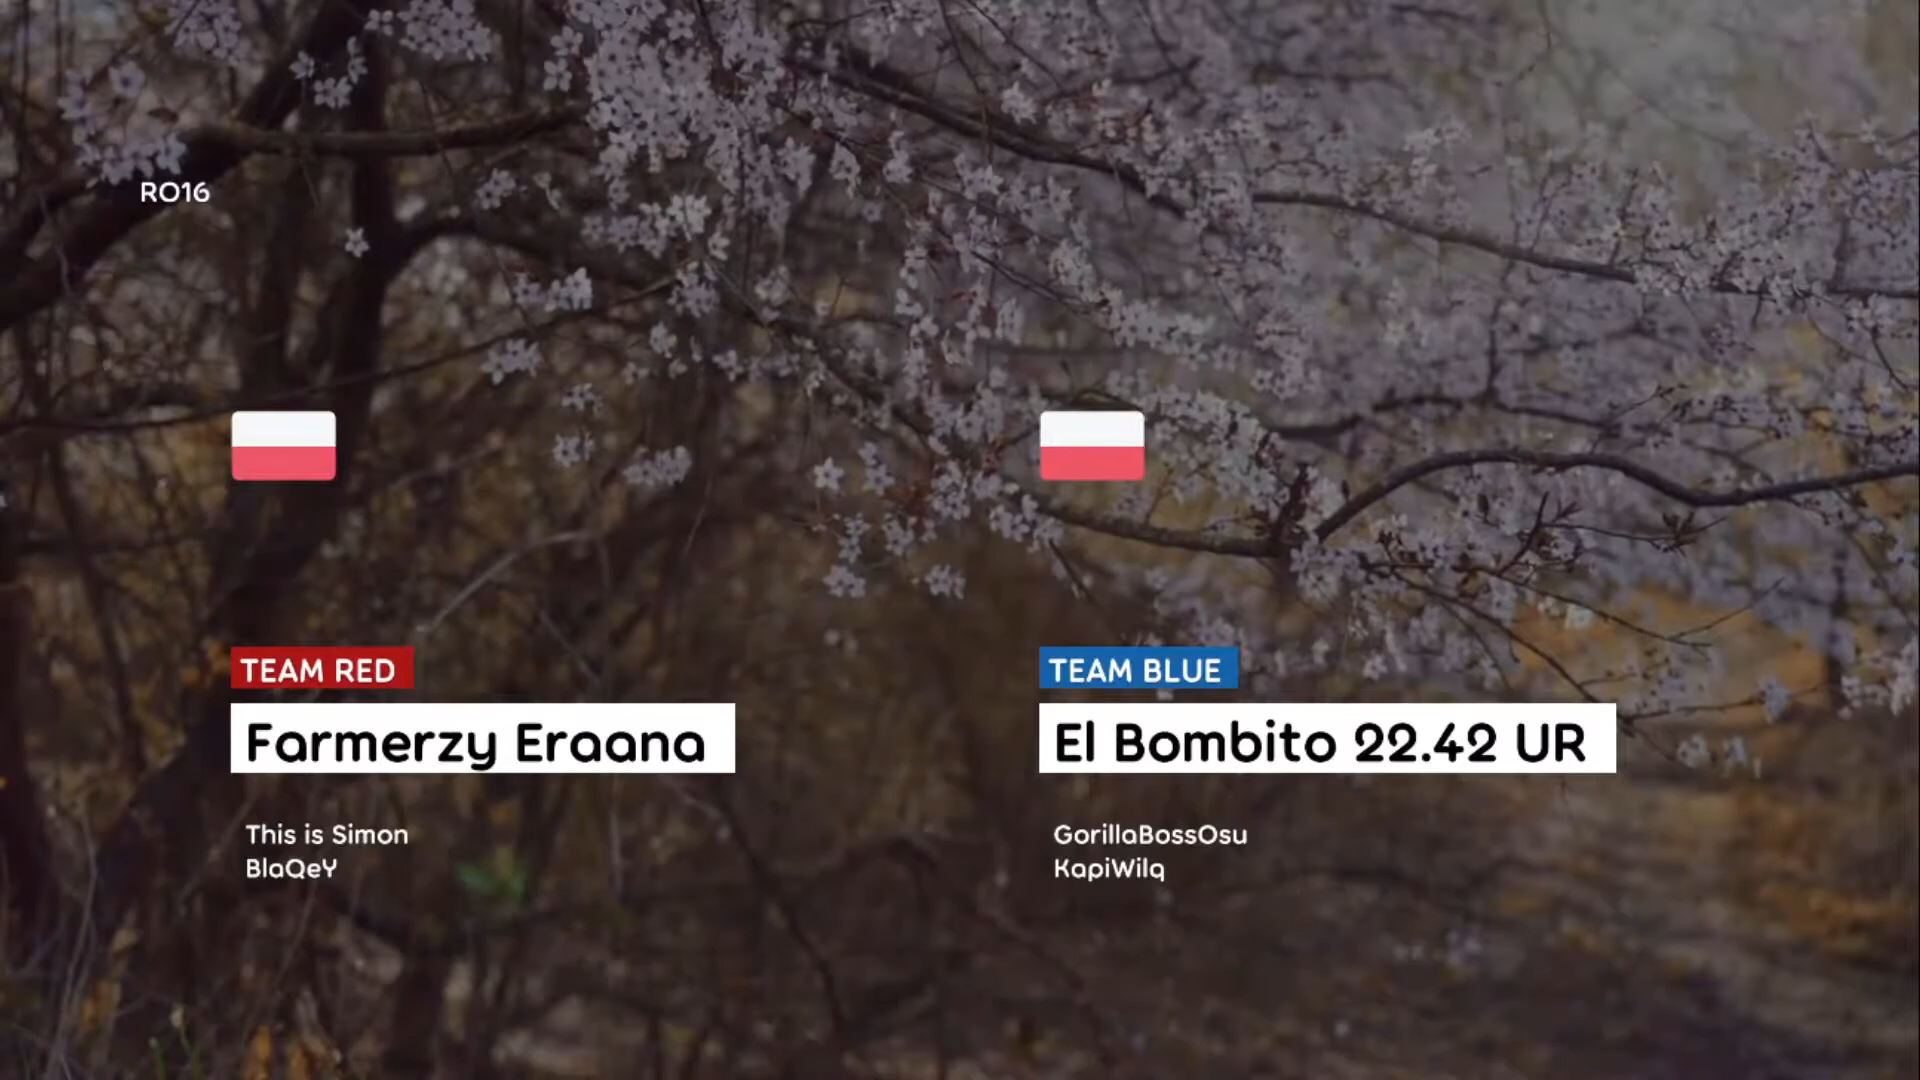 RO16
TEAM RED
Farmerzy Eraana
This is Simon
BlaQeY
TEAM BLUE
El Bombito 22.42 UR
GorillaBossOsu
KapiWilq